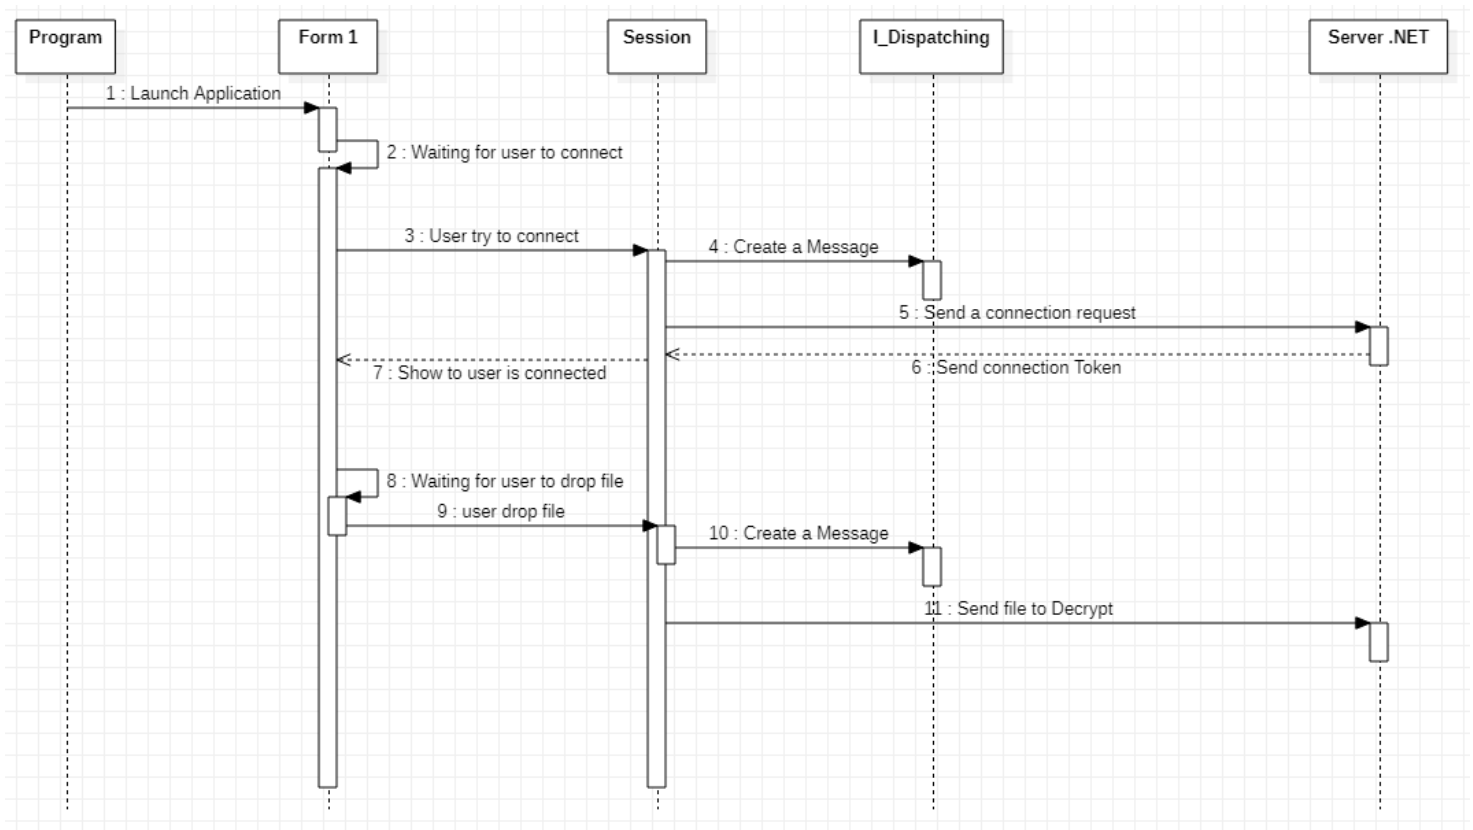 Program
Form 1
Session
I_Dispatching
Server .NET
1 : Launch Application
2 : Waiting for user to connect
3 : User try to connect
4 : Create a Message
5 : Send a connection request
6 : Send connection Token
7 : Show to user is connected
8 : Waiting for user to drop file
9 : user drop file
10 : Create a Message
11 : Send file to Decrypt